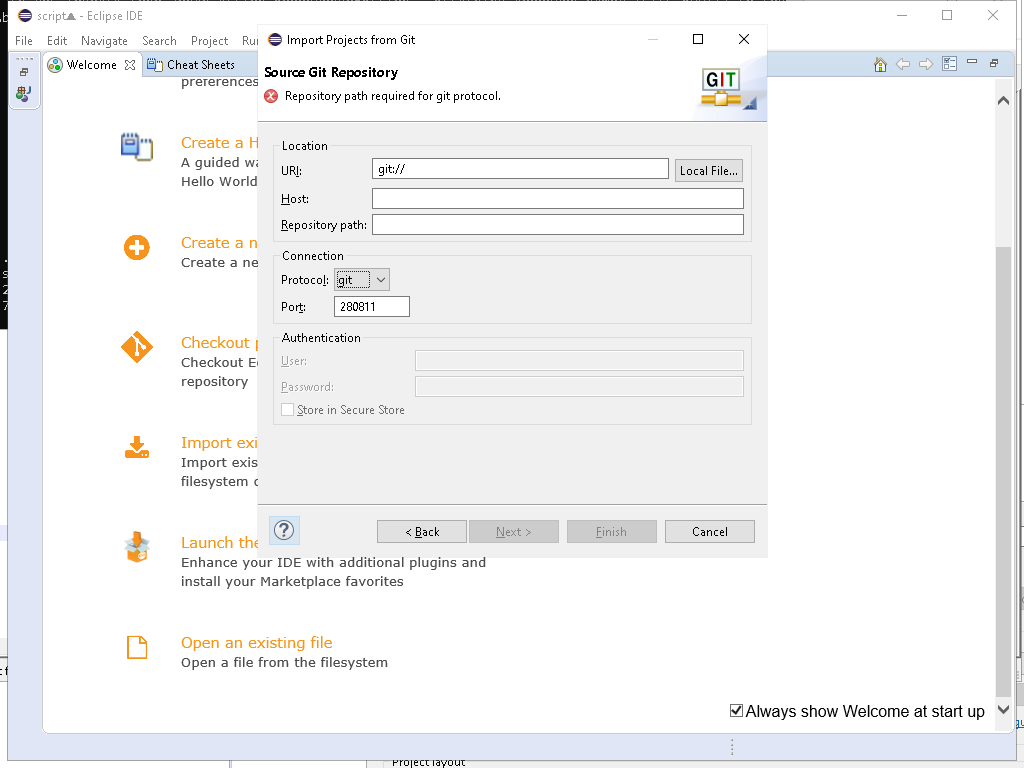 script - Eclipse IDE
File Edit Navigate Search Project Run
Welcome
Cheat Sheets
preferences
Create a H
A guided wa
Hello World
Create a n
Create a ne
Checkout p
Checkout Ec
repository
Import exi
Import exis
filesystem o
Launch the
Enhance your IDE with additional plugins and
install your Marketplace favorites
Open an existing file
Open a file from the filesystem
Always show Welcome at start up
Import Projects from Git
Source Git Repository
Repository path required for git protocol.
GIT
Location
URI: git:// Local File...
Host:
Repository path:
Connection
Protocol: git
Port: 280811
Authentication
User:
Password:
Store in Secure Store
? < Back Next > Finish Cancel
Project layout